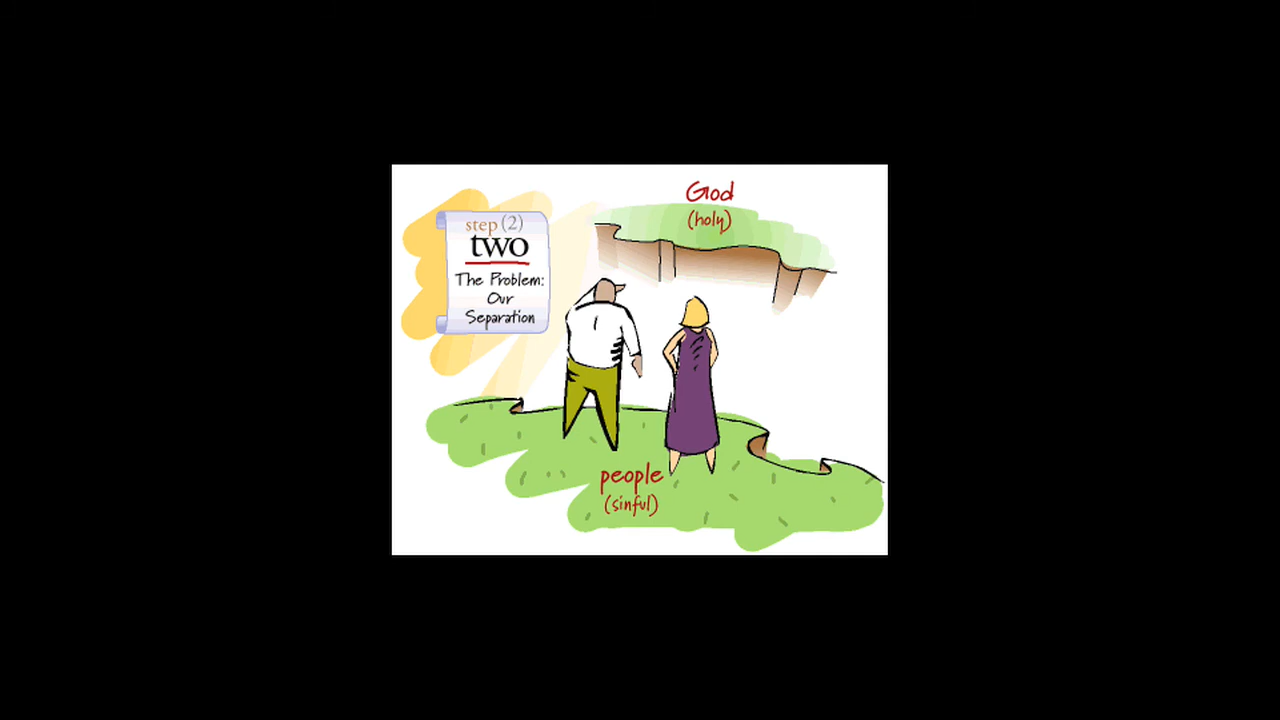 step (2)
two
The Problem:
Our
Separation
God
(holy)
people
(sinful)